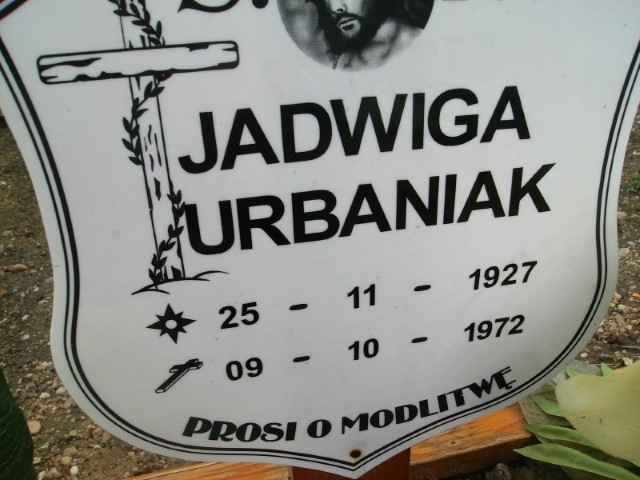 JADWIGA
URBANIAK
25 - 11 - 1927
09 - 10 - 1972
PROSI O MODLITWĘ